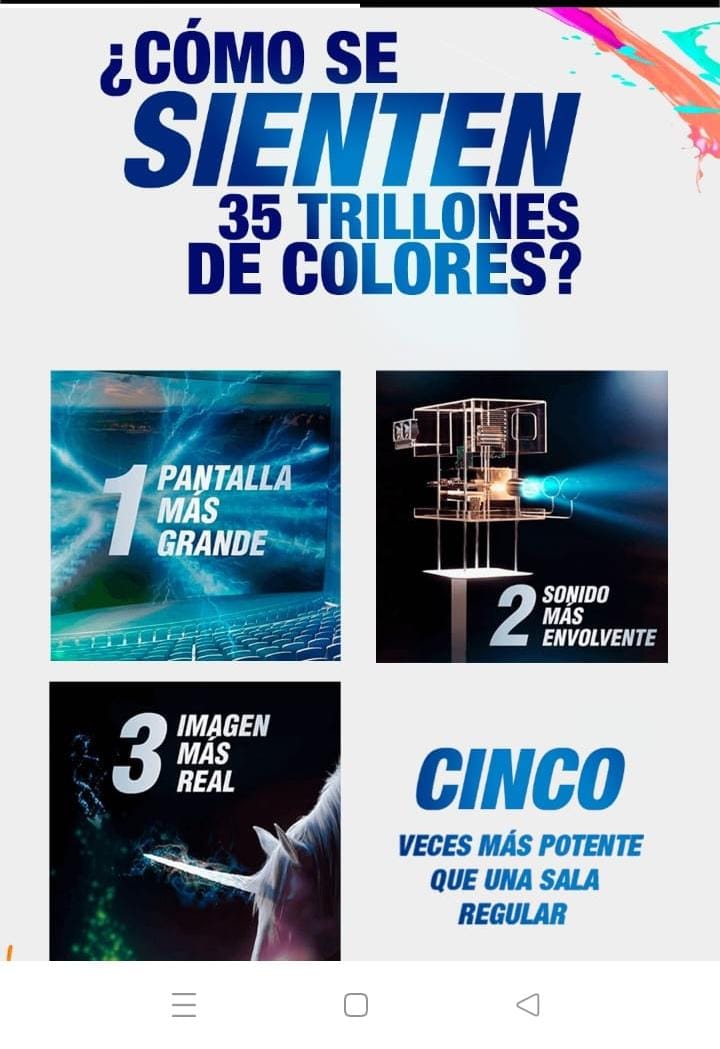 ¿CÓMO SE
SIENTEN
35 TRILLONES
DE COLORES?
1 PANTALLA
MÁS
GRANDE
2 SONIDO
MÁS
ENVOLVENTE
3 IMAGEN
MÁS
REAL
CINCO
VECES MÁS POTENTE
QUE UNA SALA
REGULAR